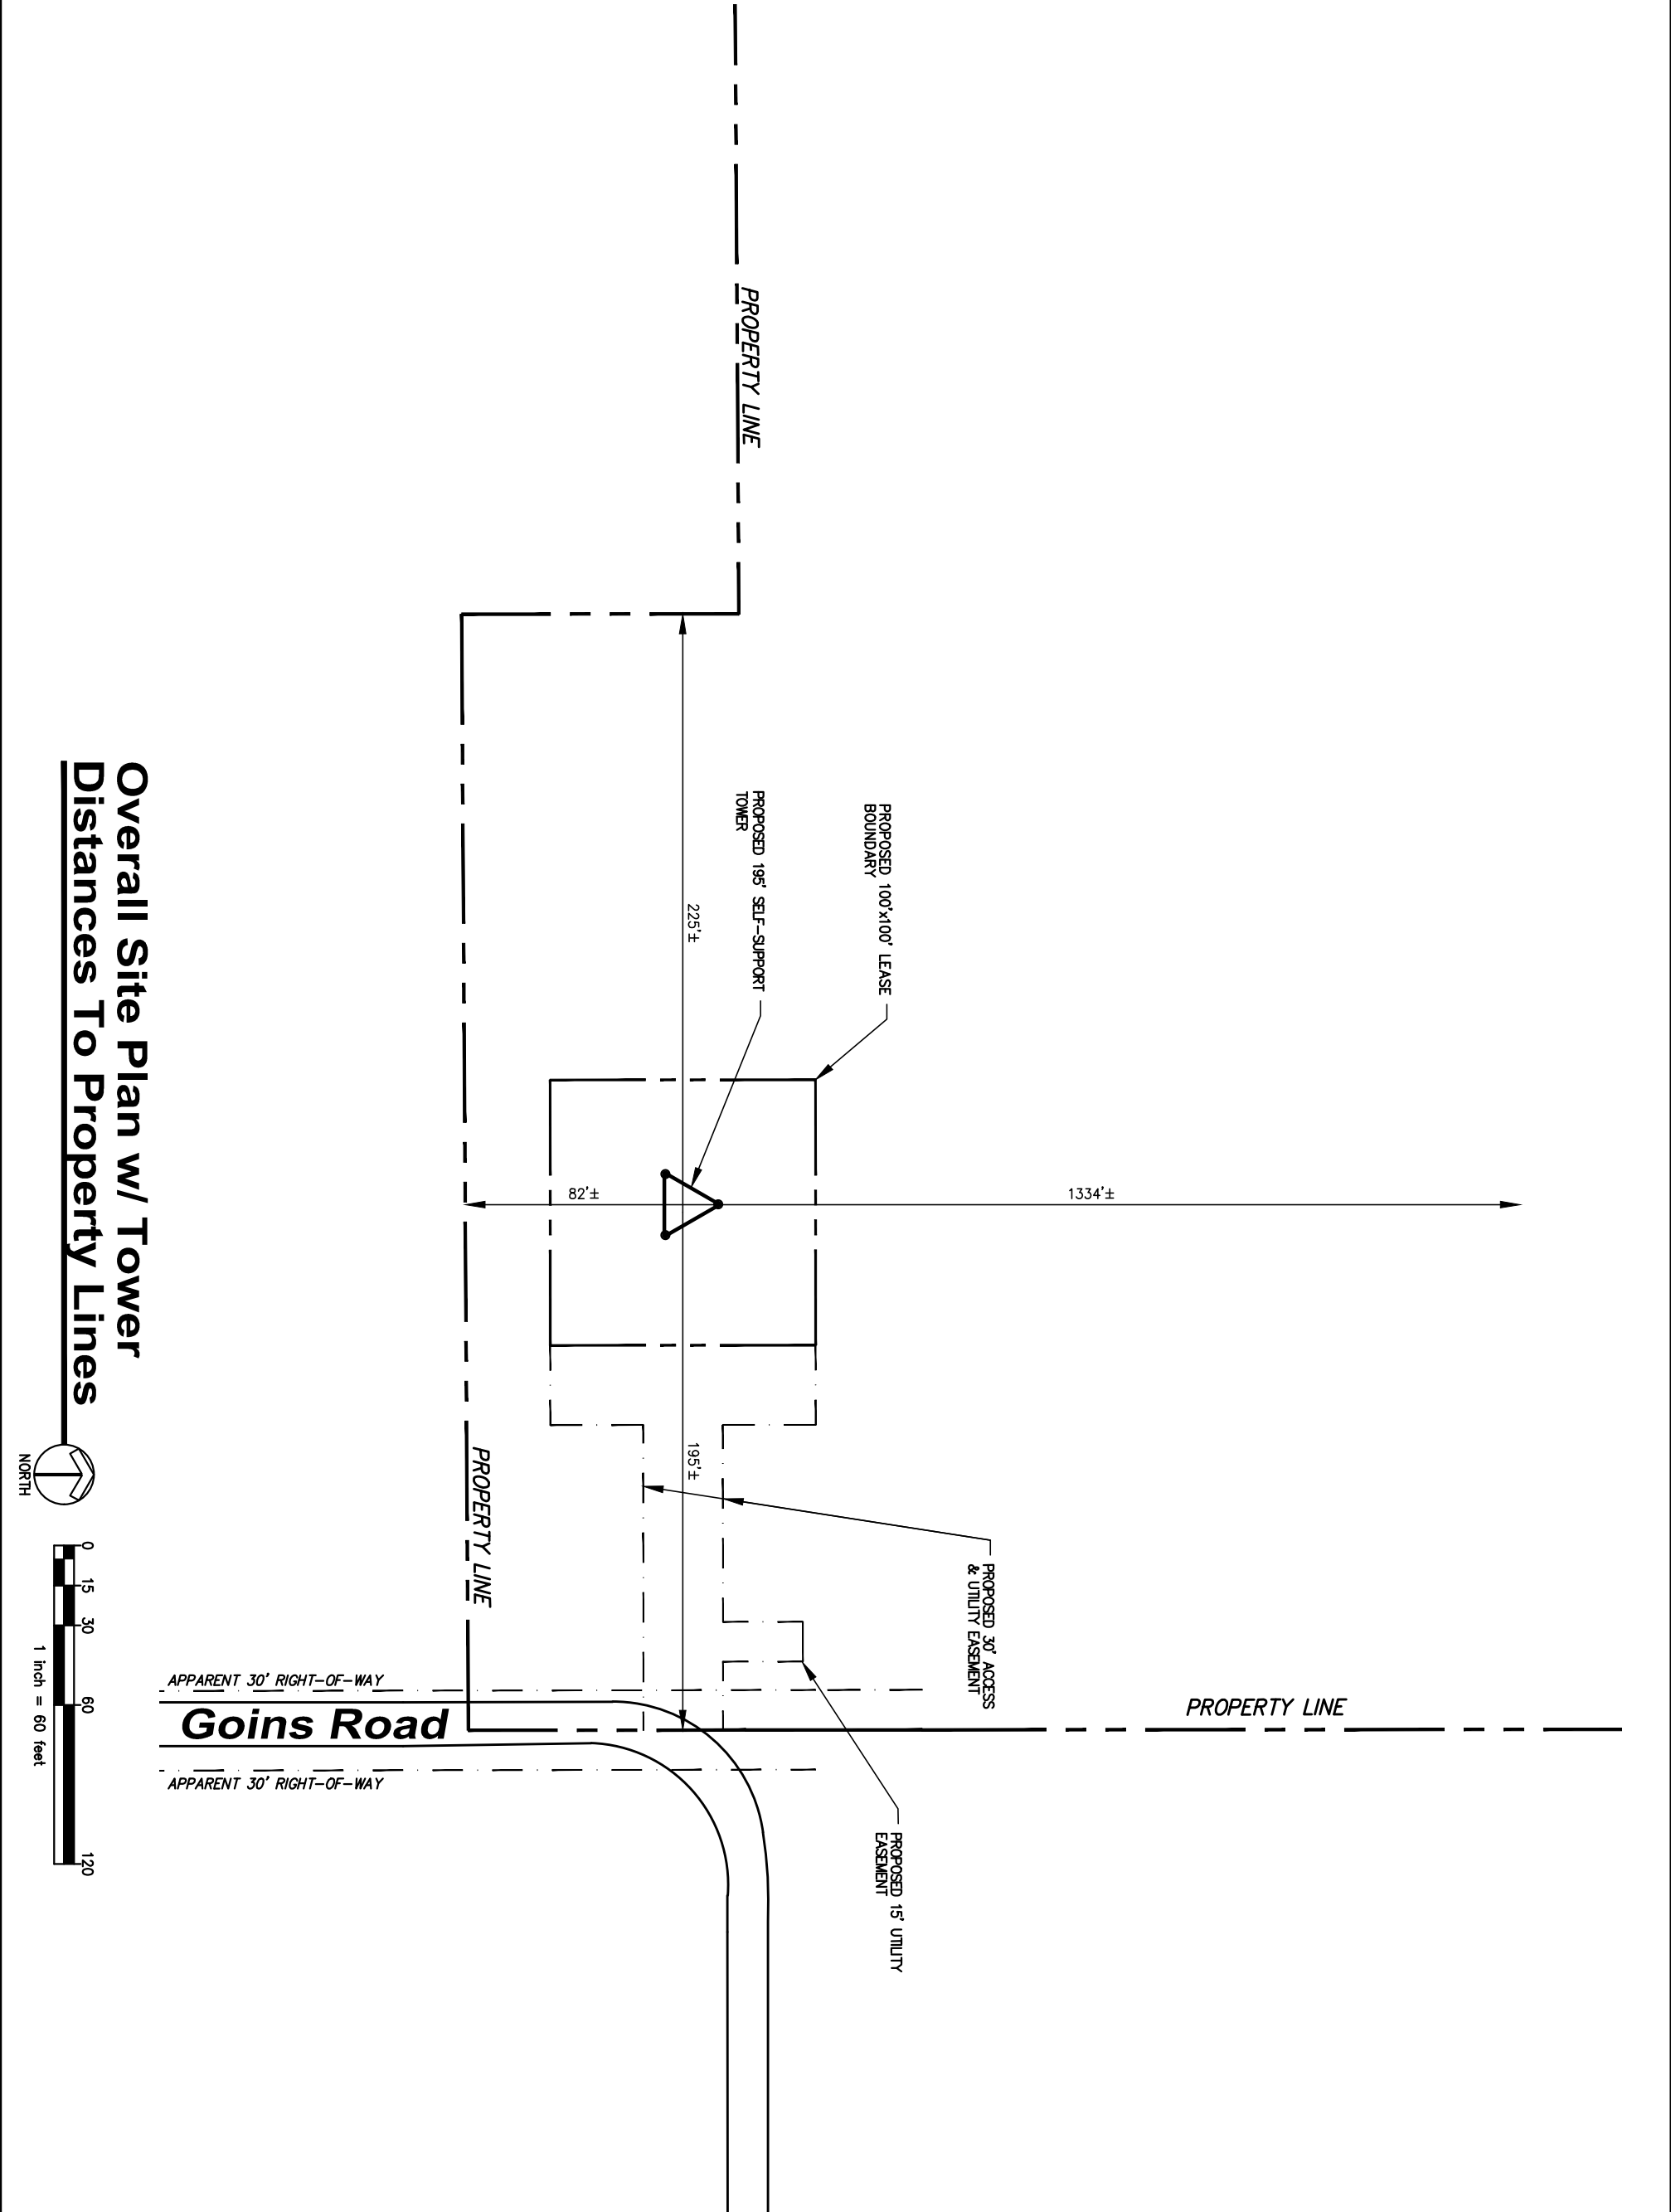 PROPERTY LINE
PROPOSED 100'x100' LEASE
BOUNDARY
PROPOSED 195' SELF-SUPPORT
TOWER
225'±
1334'±
82'±
195'±
PROPERTY LINE
PROPOSED 30' ACCESS
& UTILITY EASEMENT
PROPERTY LINE
PROPOSED 15' UTILITY
EASEMENT
APPARENT 30' RIGHT-OF-WAY
Goins Road
APPARENT 30' RIGHT-OF-WAY
Overall Site Plan w/ Tower
Distances To Property Lines
NORTH
0 15 30 60 120
1 inch = 60 feet